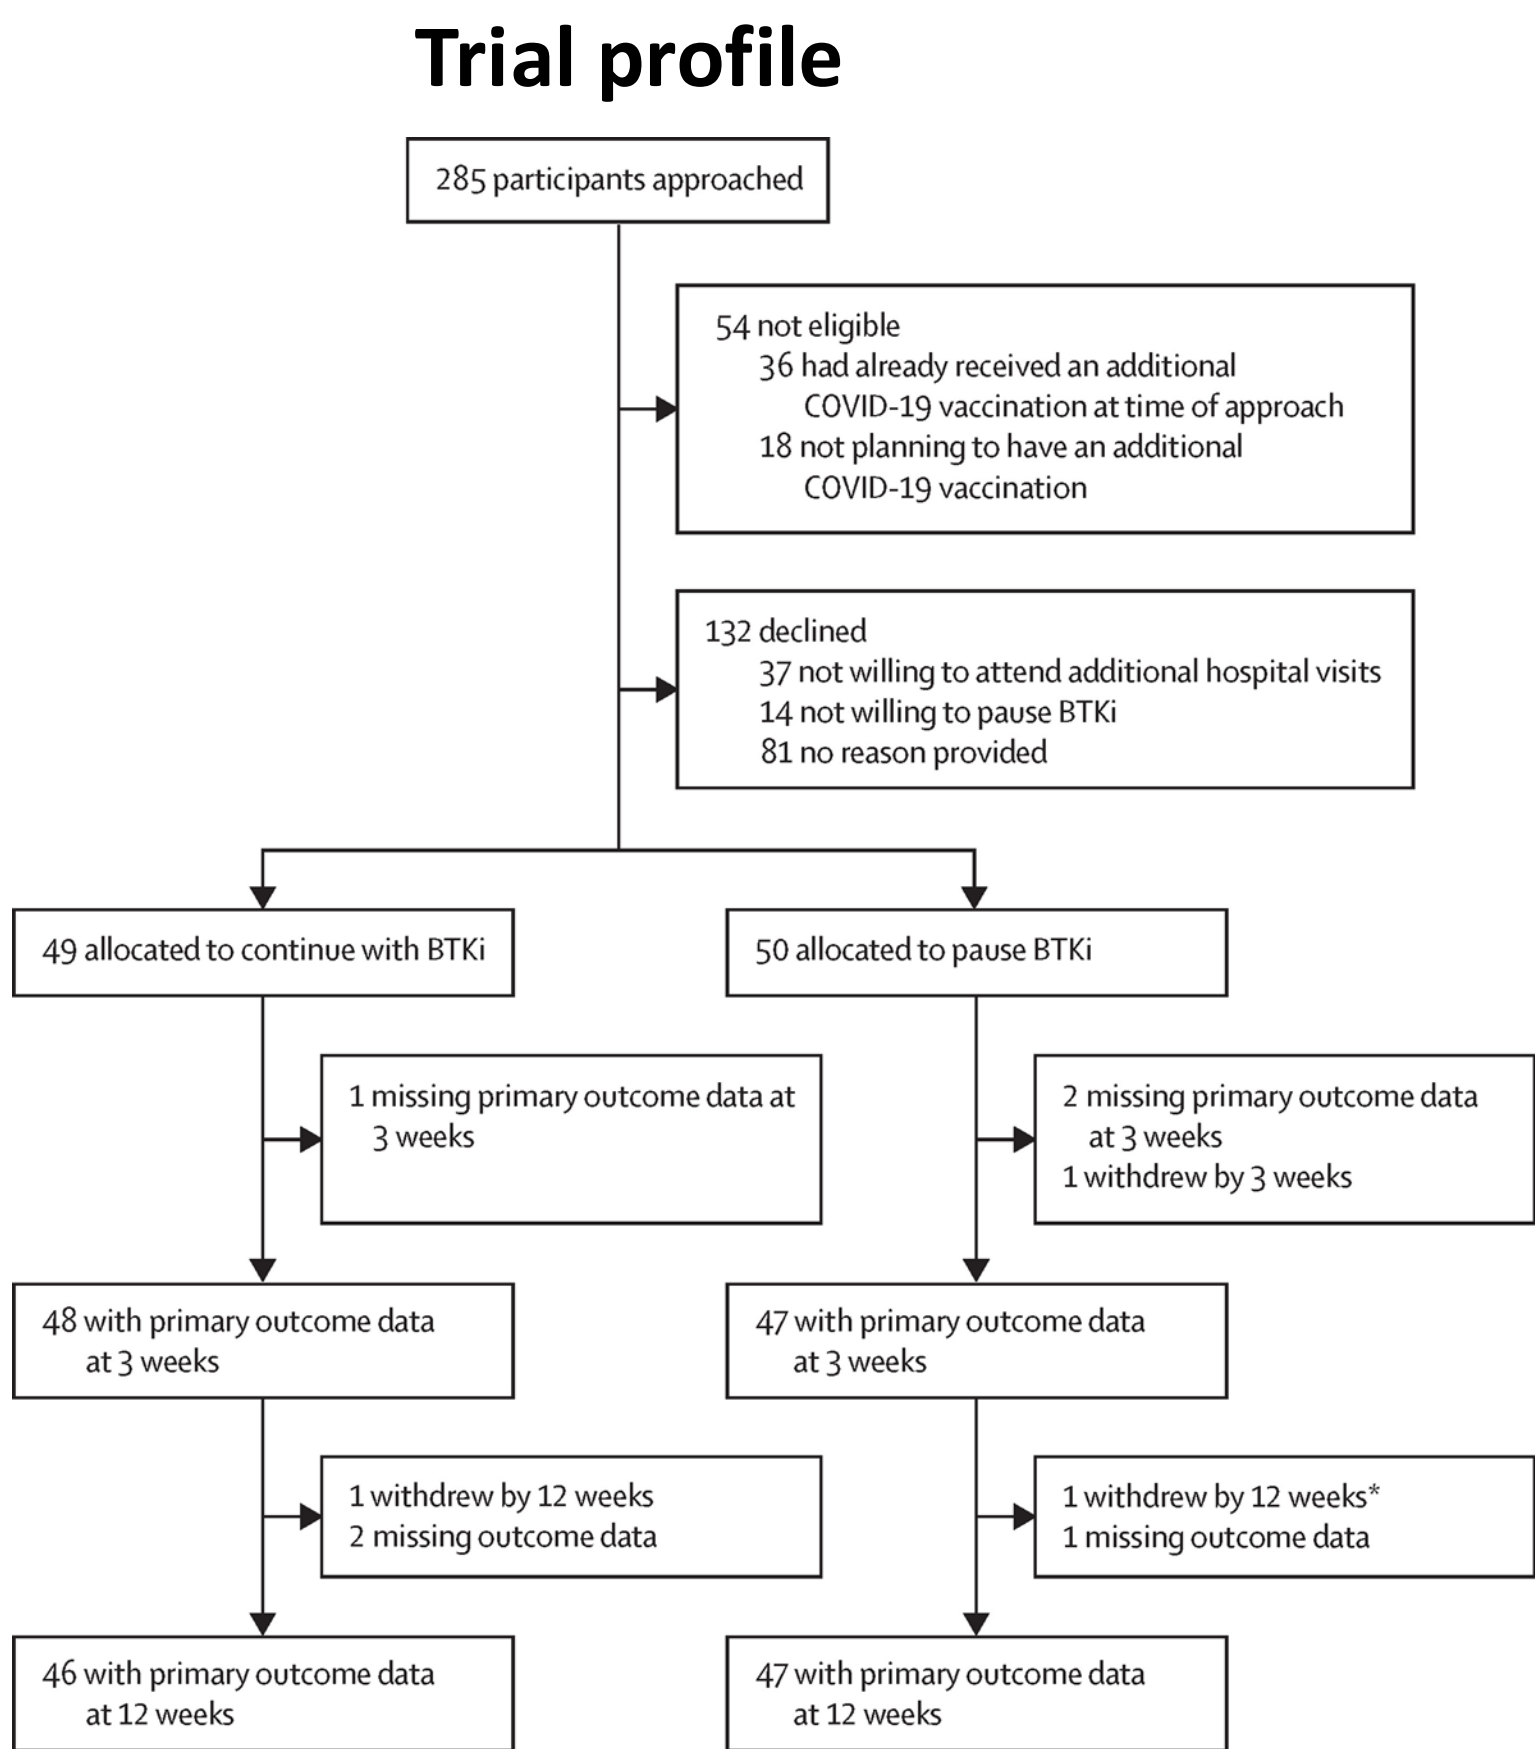 Trial profile
285 participants approached
54 not eligible
36 had already received an additional
COVID-19 vaccination at time of approach
18 not planning to have an additional
COVID-19 vaccination
132 declined
37 not willing to attend additional hospital visits
14 not willing to pause BTKi
81 no reason provided
49 allocated to continue with BTKi
50 allocated to pause BTKi
1 missing primary outcome data at
3 weeks
2 missing primary outcome data
at 3 weeks
1 withdrew by 3 weeks
48 with primary outcome data
at 3 weeks
47 with primary outcome data
at 3 weeks
1 withdrew by 12 weeks
2 missing outcome data
1 withdrew by 12 weeks*
1 missing outcome data
46 with primary outcome data
at 12 weeks
47 with primary outcome data
at 12 weeks